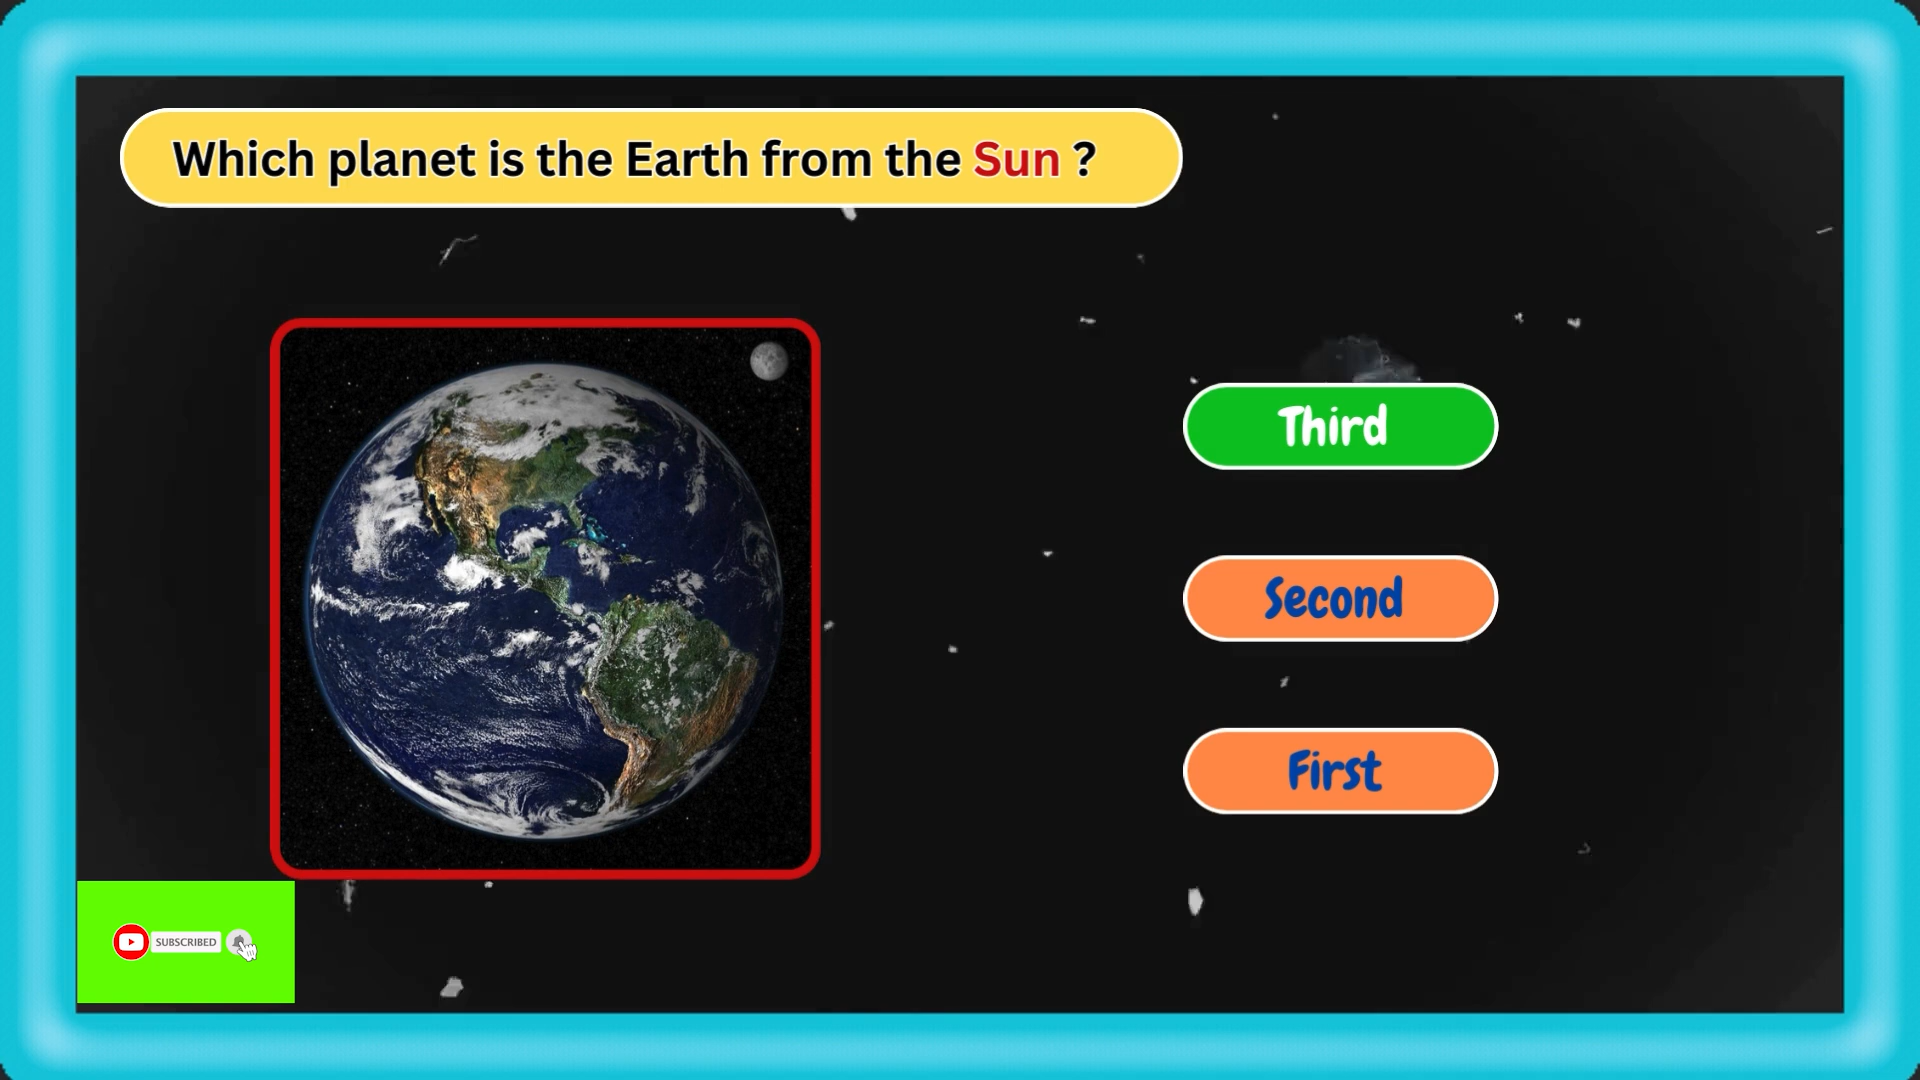 Which planet is the Earth from the Sun ?
Third
Second
First
SUBSCRIBED